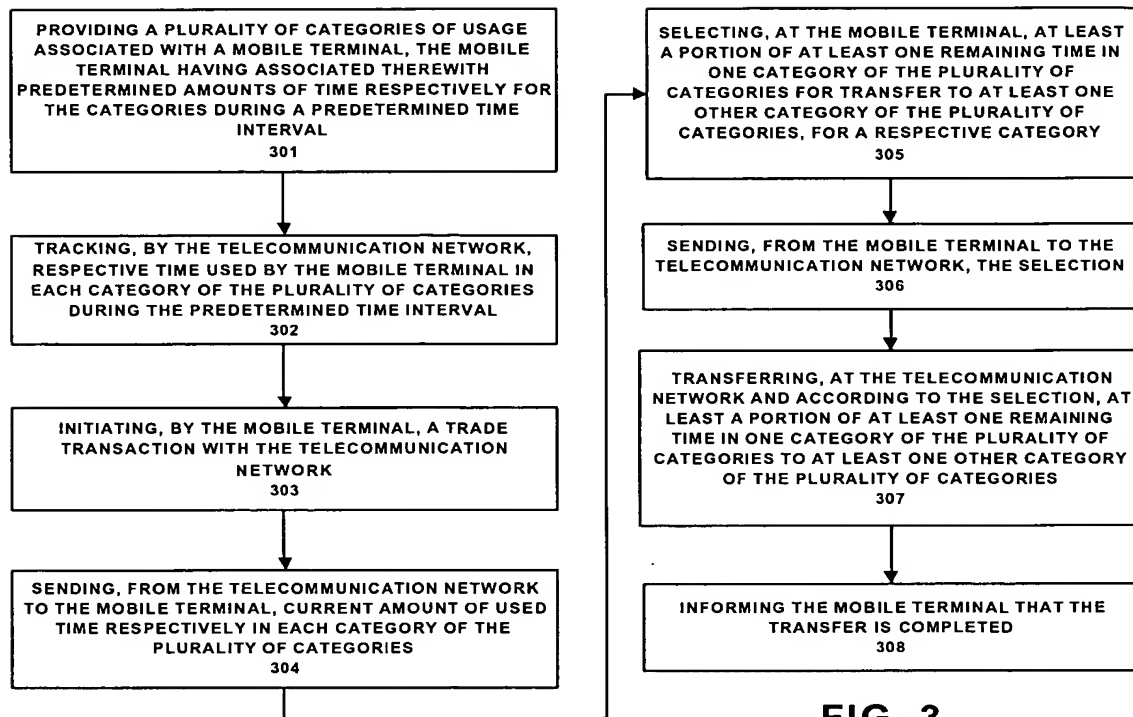 PROVIDING A PLURALITY OF CATEGORIES OF USAGE
ASSOCIATED WITH A MOBILE TERMINAL, THE MOBILE
TERMINAL HAVING ASSOCIATED THEREWITH
PREDETERMINED AMOUNTS OF TIME RESPECTIVELY FOR
THE CATEGORIES DURING A PREDETERMINED TIME
INTERVAL
301
TRACKING, BY THE TELECOMMUNICATION NETWORK,
RESPECTIVE TIME USED BY THE MOBILE TERMINAL IN
EACH CATEGORY OF THE PLURALITY OF CATEGORIES
DURING THE PREDETERMINED TIME INTERVAL
302
INITIATING, BY THE MOBILE TERMINAL, A TRADE
TRANSACTION WITH THE TELECOMMUNICATION
NETWORK
303
SENDING, FROM THE TELECOMMUNICATION NETWORK
TO THE MOBILE TERMINAL, CURRENT AMOUNT OF USED
TIME RESPECTIVELY IN EACH CATEGORY OF THE
PLURALITY OF CATEGORIES
304
SELECTING, AT THE MOBILE TERMINAL, AT LEAST
A PORTION OF AT LEAST ONE REMAINING TIME IN
ONE CATEGORY OF THE PLURALITY OF
CATEGORIES FOR TRANSFER TO AT LEAST ONE
OTHER CATEGORY OF THE PLURALITY OF
CATEGORIES, FOR A RESPECTIVE CATEGORY
305
SENDING, FROM THE MOBILE TERMINAL TO THE
TELECOMMUNICATION NETWORK, THE SELECTION
306
TRANSFERRING, AT THE TELECOMMUNICATION
NETWORK AND ACCORDING TO THE SELECTION, AT
LEAST A PORTION OF AT LEAST ONE REMAINING
TIME IN ONE CATEGORY OF THE PLURALITY OF
CATEGORIES TO AT LEAST ONE OTHER CATEGORY
OF THE PLURALITY OF CATEGORIES
307
INFORMING THE MOBILE TERMINAL THAT THE
TRANSFER IS COMPLETED
308
FIG. 3